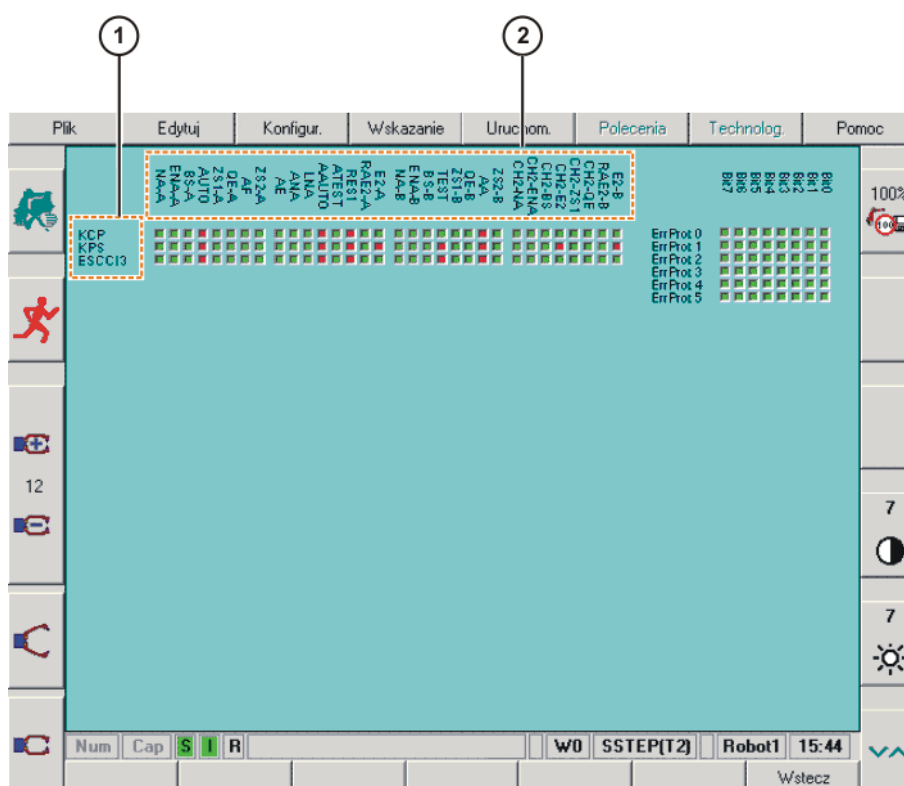 1
2
Plik
Edytuj
Konfigur.
Wskazanie
Uruchom.
Polecenia
Technolog.
Pomoc
NA-A
ENA-A
BS-A
AUTO
ZS1-A
QE-A
AF
ZS2-A
AE
ANA
LNA
AAUTO
ATEST
RES1
RAE2-A
E2-A
NA-B
ENA-B
BS-B
TEST
ZS1-B
QE-B
AA
ZS2-B
CH2-NA
CH2-ENA
CH2-BS
CH2-E2
CH2-ZS1
CH2-QE
RAE2-B
E2-B
Bit7
Bit6
Bit5
Bit4
Bit3
Bit2
Bit1
Bit0
KCP
KPS
ESCCI3
ErrProt 0
ErrProt 1
ErrProt 2
ErrProt 3
ErrProt 4
ErrProt 5
100%
100
12
7
7
Num Cap S I R W0 SSTEP(T2) Robot1 15:44
Wstecz